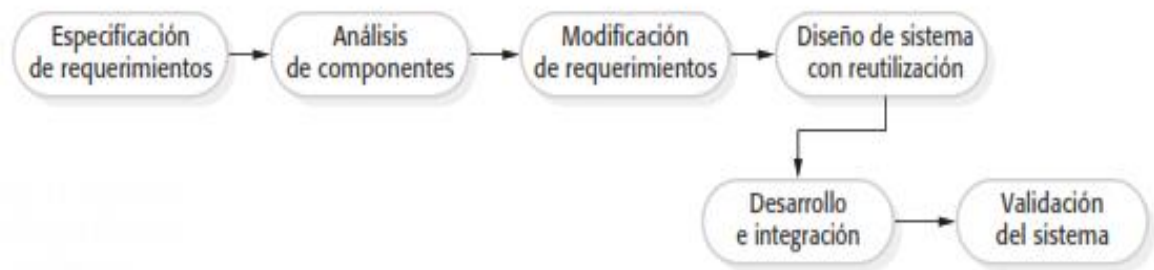 Especificación
de requerimientos
Análisis
de componentes
Modificación
de requerimientos
Diseño de sistema
con reutilización
Desarrollo
e integración
Validación
del sistema